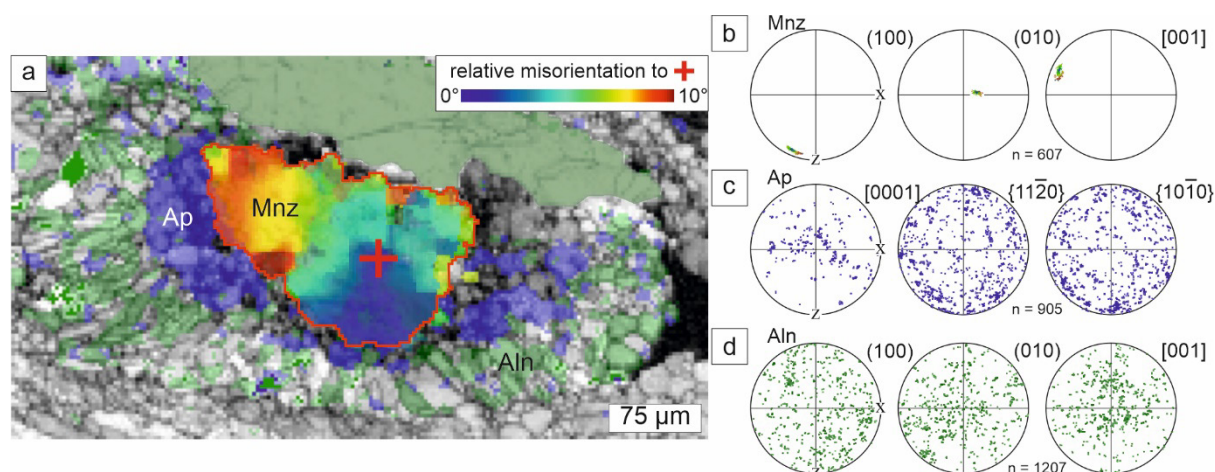 a
relative misorientation to
0° 10°
Ap
Mnz
Aln
75 µm
b
Mnz
(100) (010) [001]
X
Z
n = 607
c
Ap
[0001] {112̅0} {101̅0}
X
Z
n = 905
d
Aln
(100) (010) [001]
X
Z
n = 1207